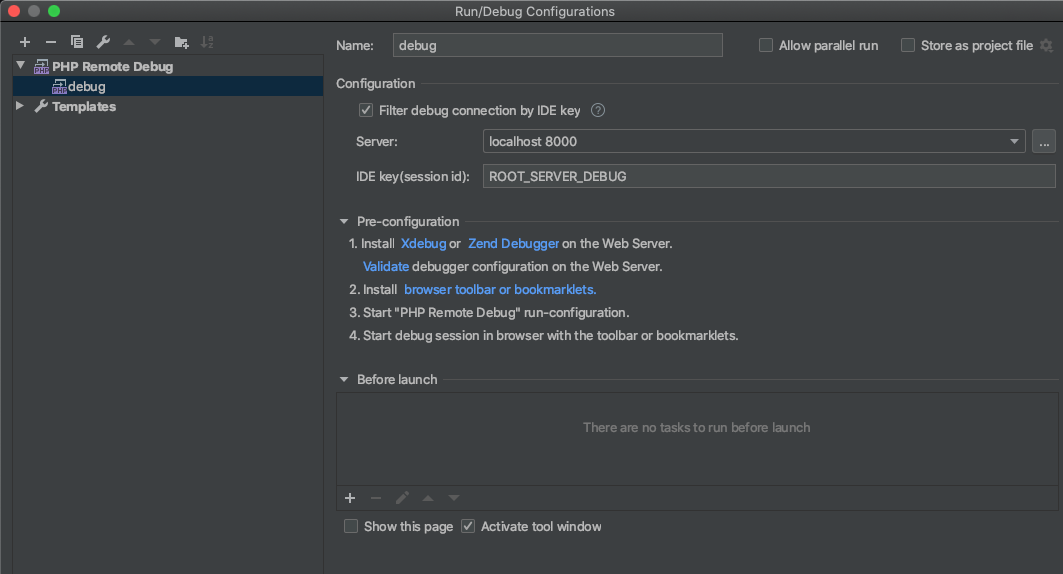 Run/Debug Configurations
Name: debug Allow parallel run Store as project file
PHP Remote Debug
debug
Templates
Configuration
Filter debug connection by IDE key ?
Server: localhost 8000 ...
IDE key(session id): ROOT_SERVER_DEBUG
Pre-configuration
1. Install Xdebug or Zend Debugger on the Web Server.
Validate debugger configuration on the Web Server.
2. Install browser toolbar or bookmarklets.
3. Start "PHP Remote Debug" run-configuration.
4. Start debug session in browser with the toolbar or bookmarklets.
Before launch
There are no tasks to run before launch
Show this page Activate tool window